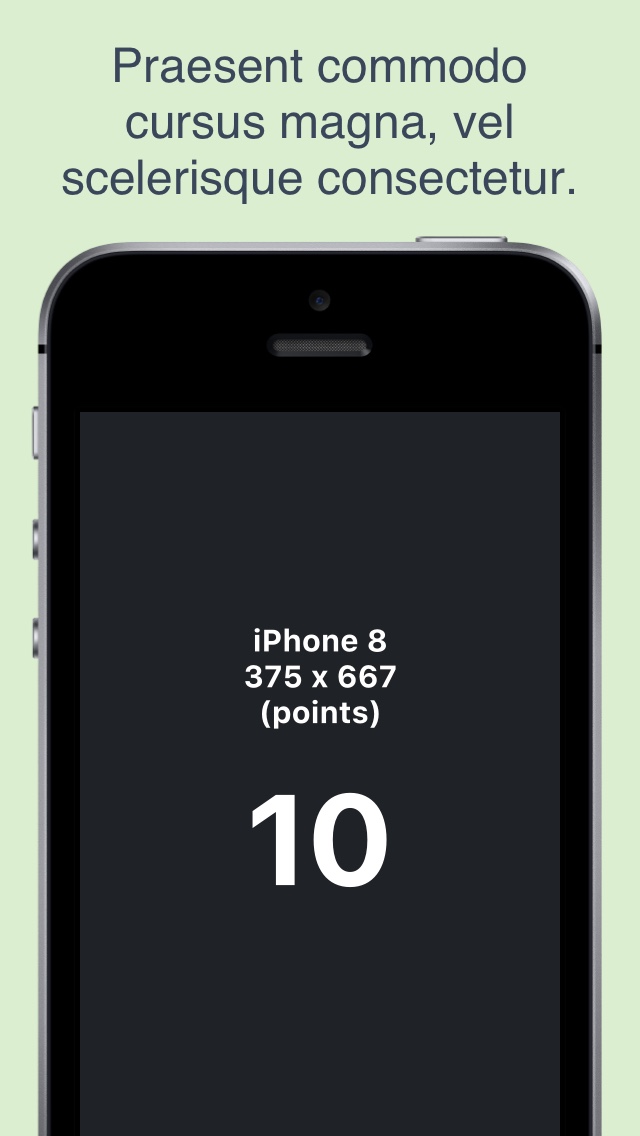 Praesent commodo
cursus magna, vel
scelerisque consectetur.
iPhone 8
375 x 667
(points)
10